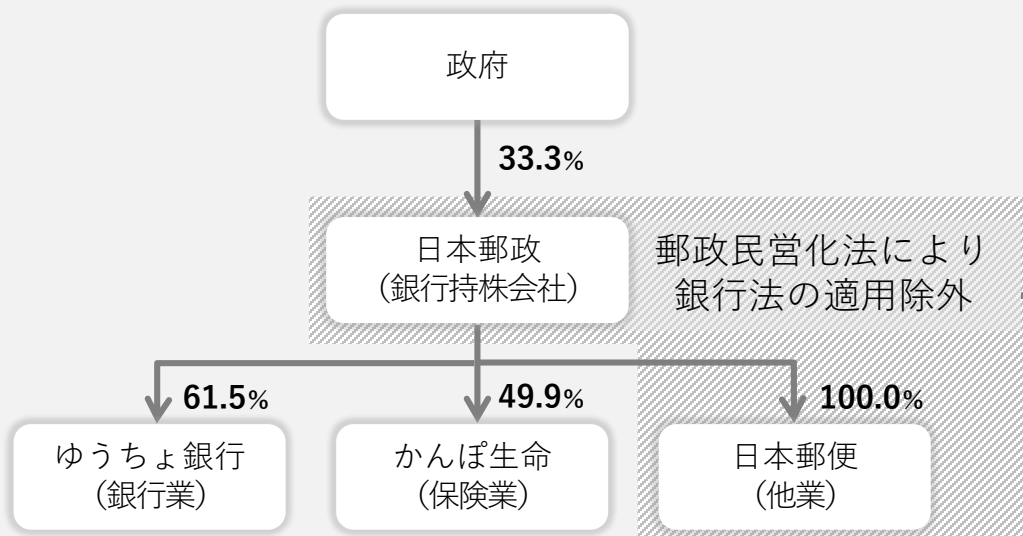 政府
33.3%
日本郵政
（銀行持株会社）
郵政民営化法により
銀行法の適用除外
61.5%
49.9%
100.0%
ゆうちょ銀行
（銀行業）
かんぽ生命
（保険業）
日本郵便
（他業）